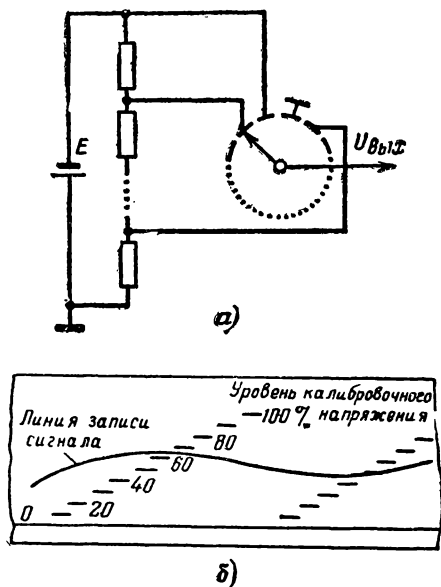 E
Uвых
а)
Уровень калибровочного
—100 % напряжения
Линия записи
сигнала
80
60
40
20
0
б)